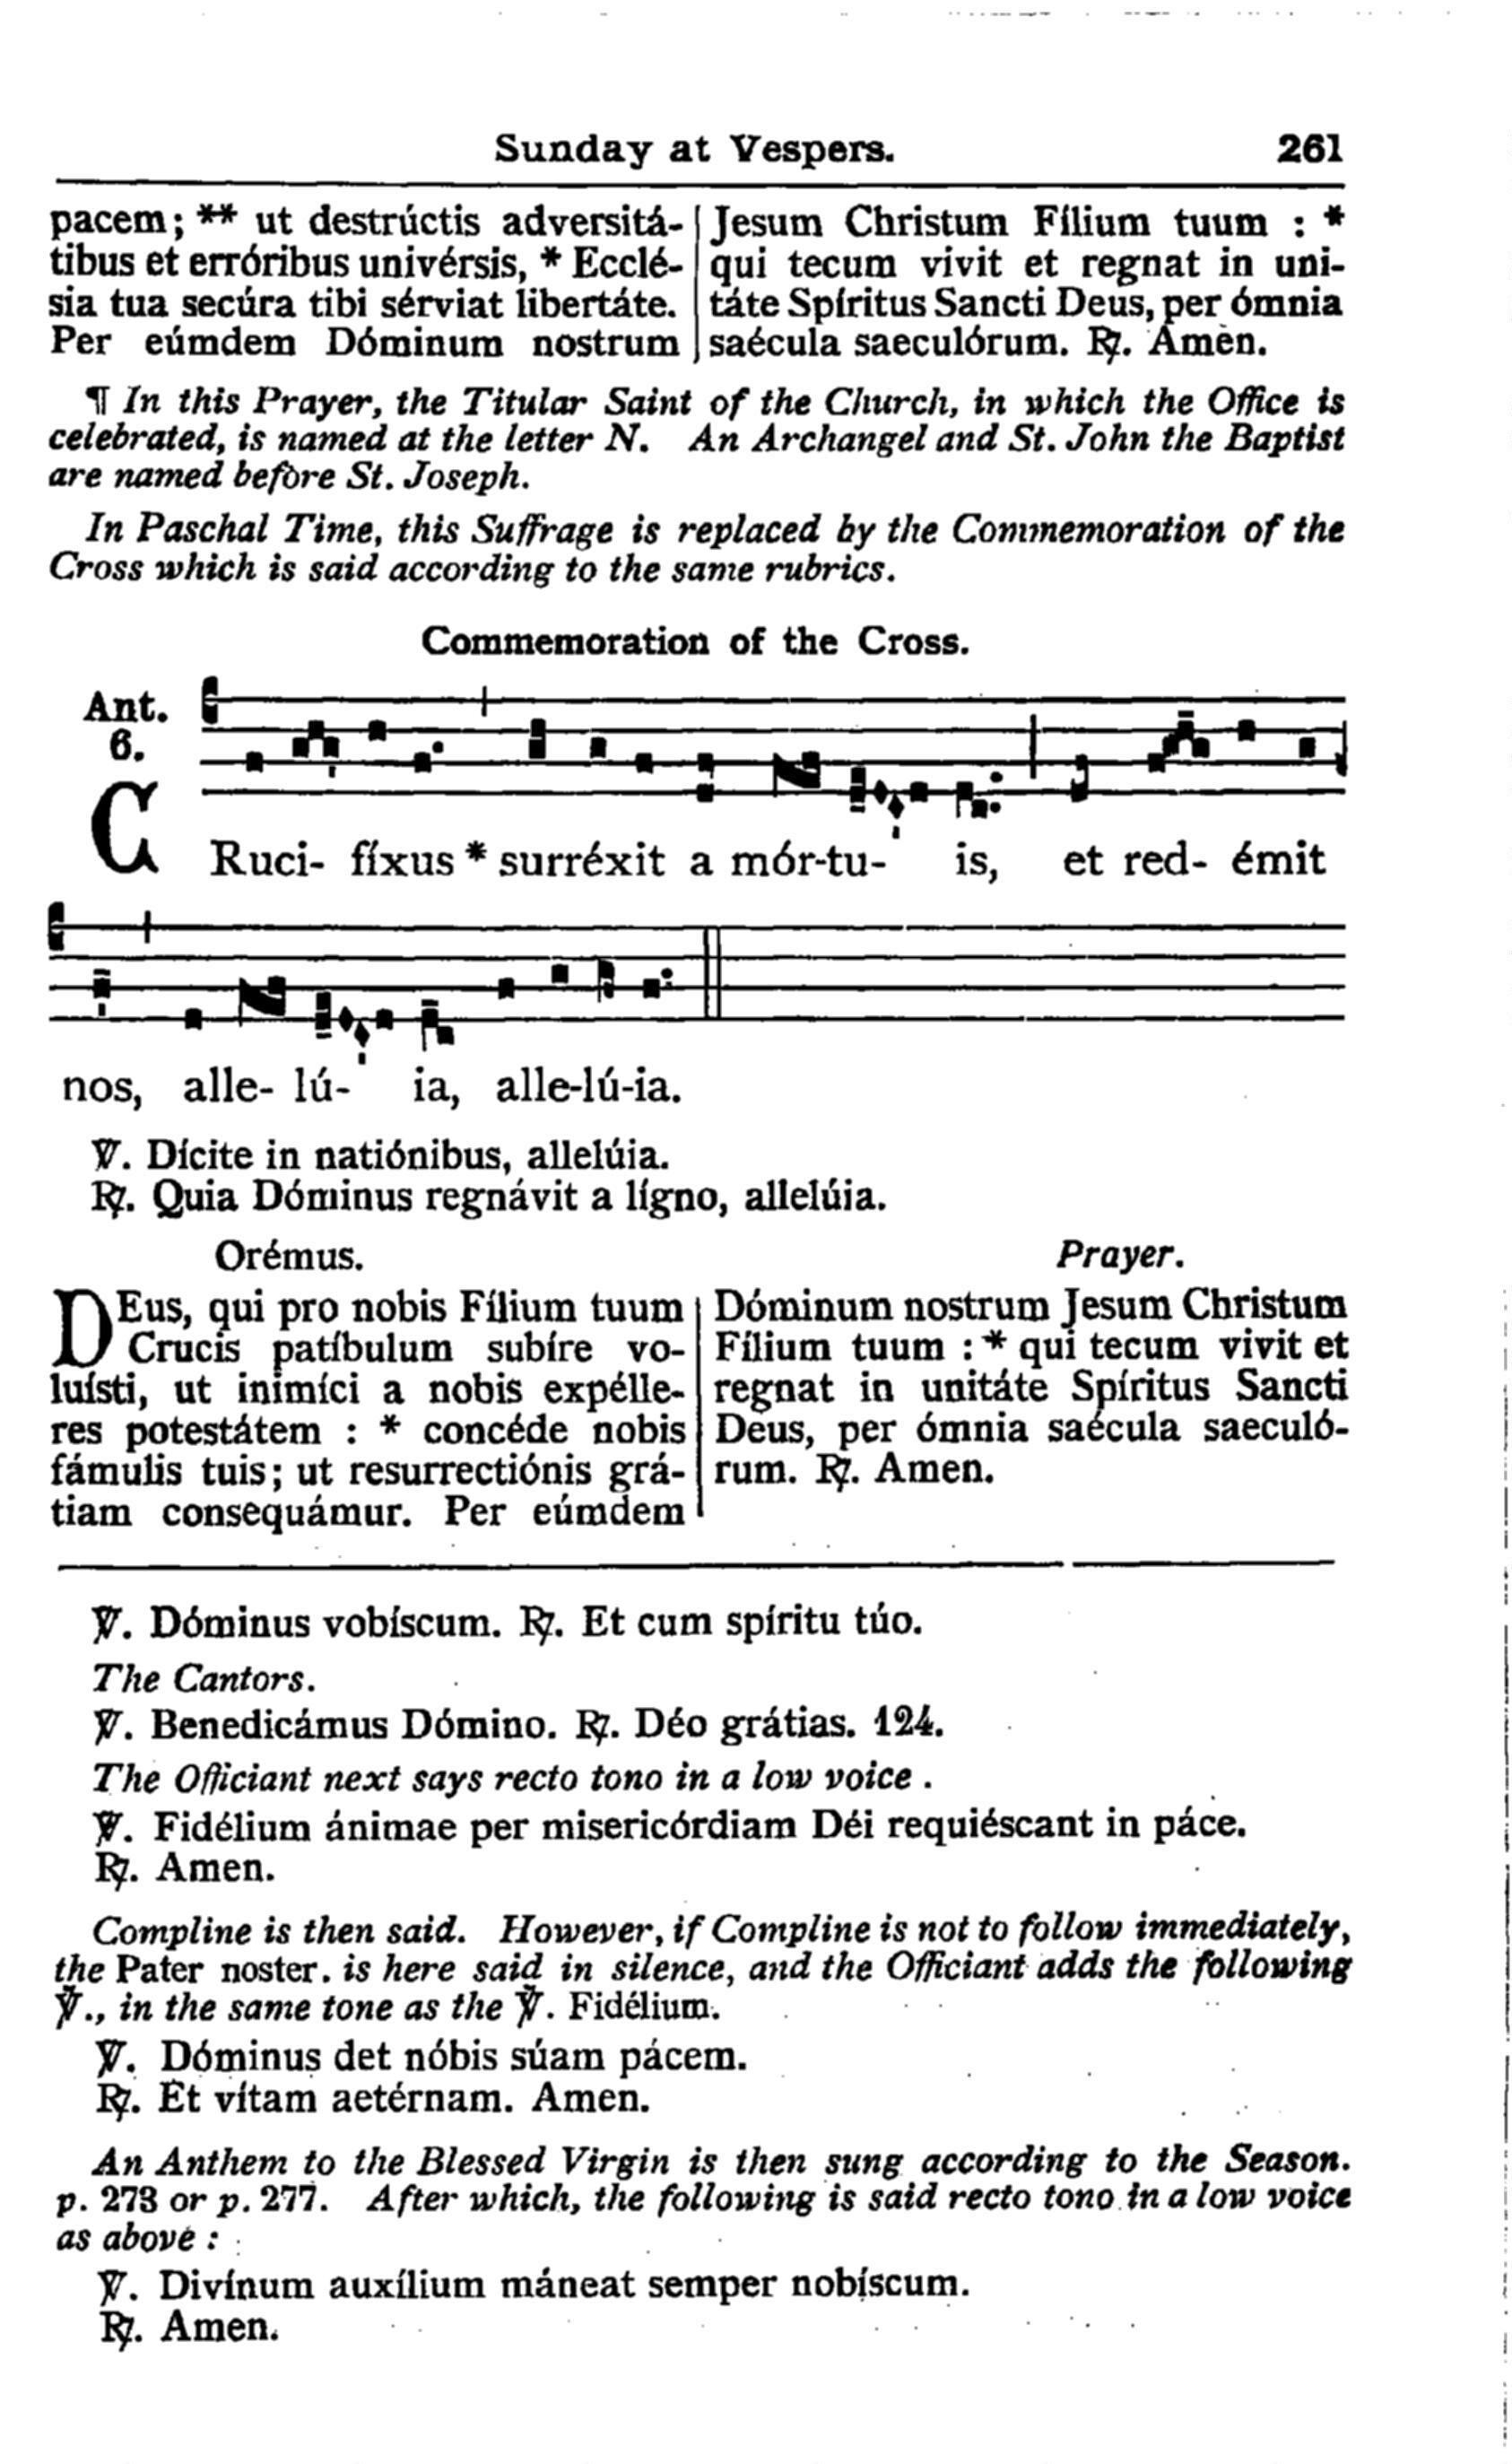 Sunday at Vespers. 261
pacem; ** ut destrúctis adversitá-
tibus et erróribus univérsis, * Ecclé-
sia tua secúra tibi sérviat libertáte.
Per eúmdem Dóminum nostrum
Jesum Christum Fílium tuum : *
qui tecum vivit et regnat in uni-
táte Spíritus Sancti Deus, per ómnia
saécula saeculórum. ℟. Amen.
¶ In this Prayer, the Titular Saint of the Church, in which the Office is
celebrated, is named at the letter N. An Archangel and St. John the Baptist
are named before St. Joseph.
In Paschal Time, this Suffrage is replaced by the Commemoration of the
Cross which is said according to the same rubrics.
Commemoration of the Cross.
Ant.
6.
CRuci- fíxus * surréxit a mór-tu- is, et red- émit
nos, alle- lú- ia, alle-lú-ia.
℣. Dícite in natiónibus, allelúia.
℟. Quia Dóminus regnávit a lígno, allelúia.
Orémus. Prayer.
DEus, qui pro nobis Fílium tuum
Crucis patíbulum subíre vo-
luísti, ut inimíci a nobis expélle-
res potestátem : * concéde nobis
fámulis tuis; ut resurrectiónis grá-
tiam consequámur. Per eúmdem
Dóminum nostrum Jesum Christum
Fílium tuum : * qui tecum vivit et
regnat in unitáte Spíritus Sancti
Deus, per ómnia saécula saeculó-
rum. ℟. Amen.
℣. Dóminus vobíscum. ℟. Et cum spíritu túo.
The Cantors.
℣. Benedicámus Dómino. ℟. Déo grátias. 124.
The Officiant next says recto tono in a low voice .
℣. Fidélium ánimae per misericórdiam Déi requiéscant in páce.
℟. Amen.
Compline is then said. However, if Compline is not to follow immediately,
the Pater noster. is here said in silence, and the Officiant adds the following
℣., in the same tone as the ℣. Fidélium.
℣. Dóminus det nóbis súam pácem.
℟. Et vítam aetérnam. Amen.
An Anthem to the Blessed Virgin is then sung according to the Season.
p. 273 or p. 277. After which, the following is said recto tono in a low voice
as above :
℣. Divínum auxílium máneat semper nobíscum.
℟. Amen.